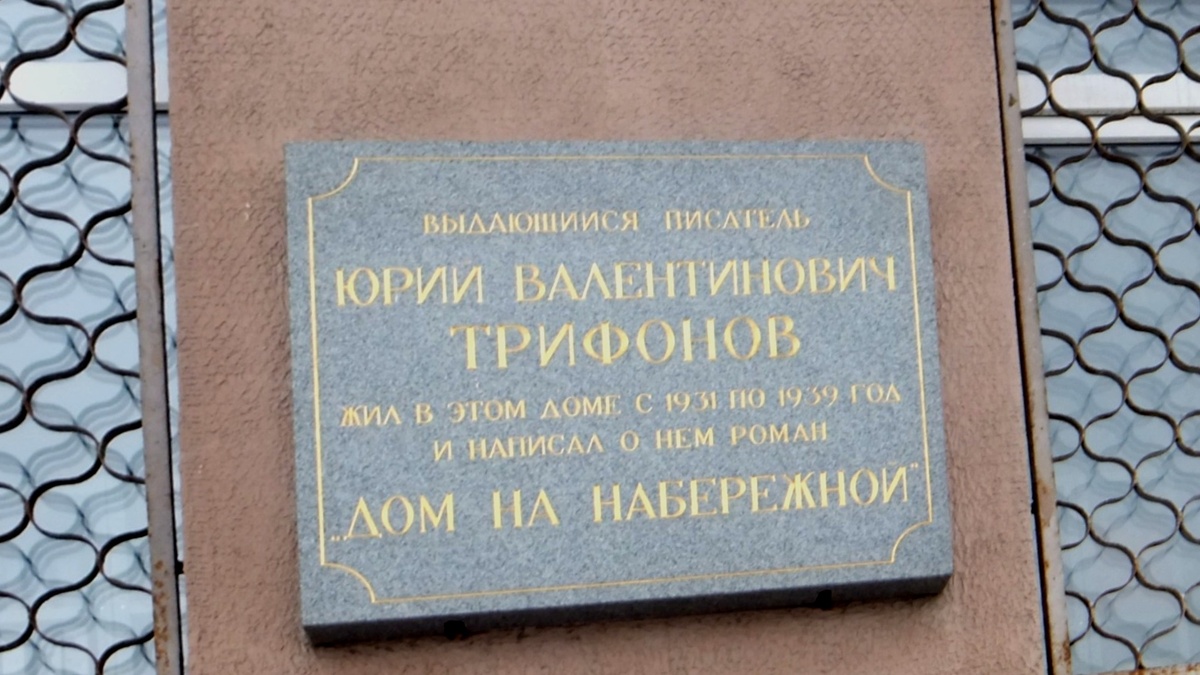 ВЫДАЮЩИЙСЯ ПИСАТЕЛЬ
ЮРИЙ ВАЛЕНТИНОВИЧ
ТРИФОНОВ
ЖИЛ В ЭТОМ ДОМЕ С 1931 ПО 1939 ГОД
И НАПИСАЛ О НЕМ РОМАН
„ДОМ НА НАБЕРЕЖНОЙ”